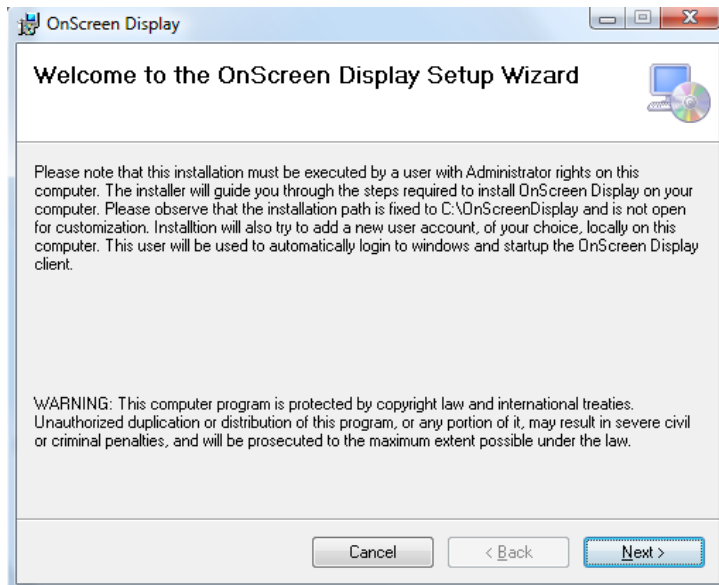 OnScreen Display
Welcome to the OnScreen Display Setup Wizard
Please note that this installation must be executed by a user with Administrator rights on this
computer. The installer will guide you through the steps required to install OnScreen Display on your
computer. Please observe that the installation path is fixed to C:\OnScreenDisplay and is not open
for customization. Installtion will also try to add a new user account, of your choice, locally on this
computer. This user will be used to automatically login to windows and startup the OnScreen Display
client.
WARNING: This computer program is protected by copyright law and international treaties.
Unauthorized duplication or distribution of this program, or any portion of it, may result in severe civil
or criminal penalties, and will be prosecuted to the maximum extent possible under the law.
Cancel < Back Next >